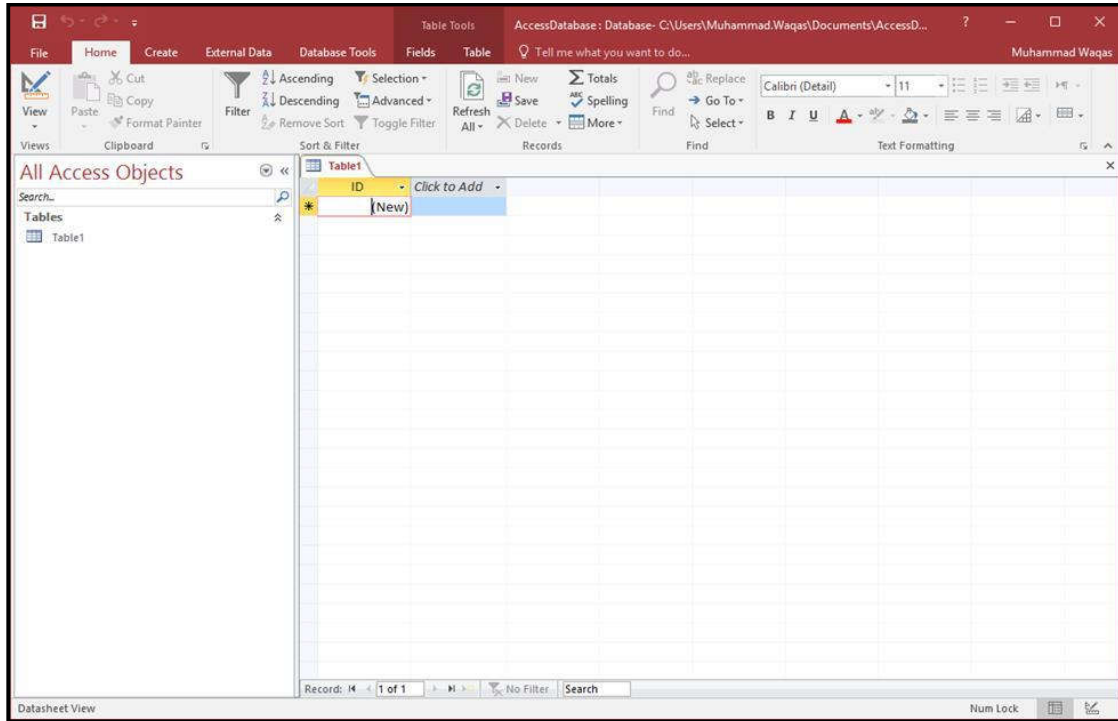 Table Tools AccessDatabase : Database- C:\Users\Muhammad.Waqas\Documents\AccessD... ?
File Home Create External Data Database Tools Fields Table Tell me what you want to do... Muhammad Waqas
View
Paste
Cut
Copy
Format Painter
Filter
Ascending
Descending
Remove Sort
Selection
Advanced
Toggle Filter
Refresh
All
New
Save
Delete
Totals
Spelling
More
Find
Replace
Go To
Select
Calibri (Detail) 11
B I U A
Views Clipboard Sort & Filter Records Find Text Formatting
All Access Objects
Search...
Tables
Table1
Table1
ID Click to Add
(New)
Record: 1 of 1 No Filter Search
Datasheet View Num Lock